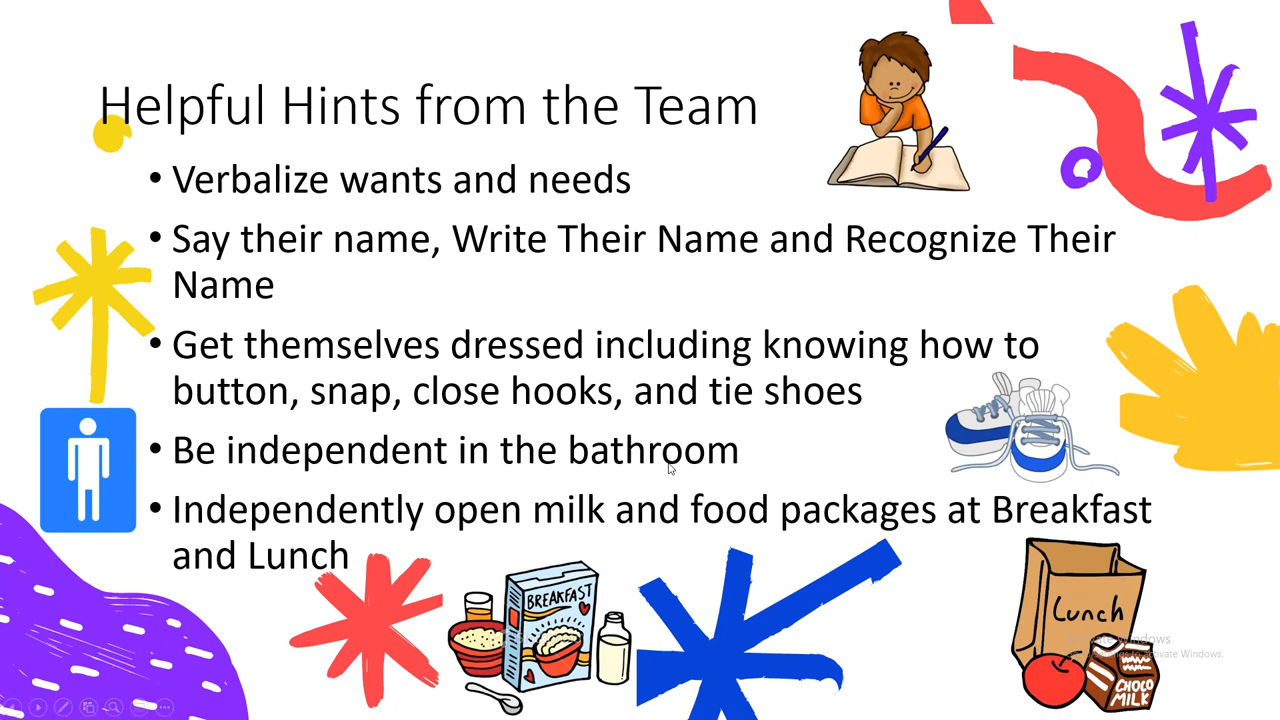 Helpful Hints from the Team
• Verbalize wants and needs
• Say their name, Write Their Name and Recognize Their
Name
• Get themselves dressed including knowing how to
button, snap, close hooks, and tie shoes
• Be independent in the bathroom
• Independently open milk and food packages at Breakfast
and Lunch
BREAKFAST
Lunch
Windows
to activate Windows.
CHOCO
MILK